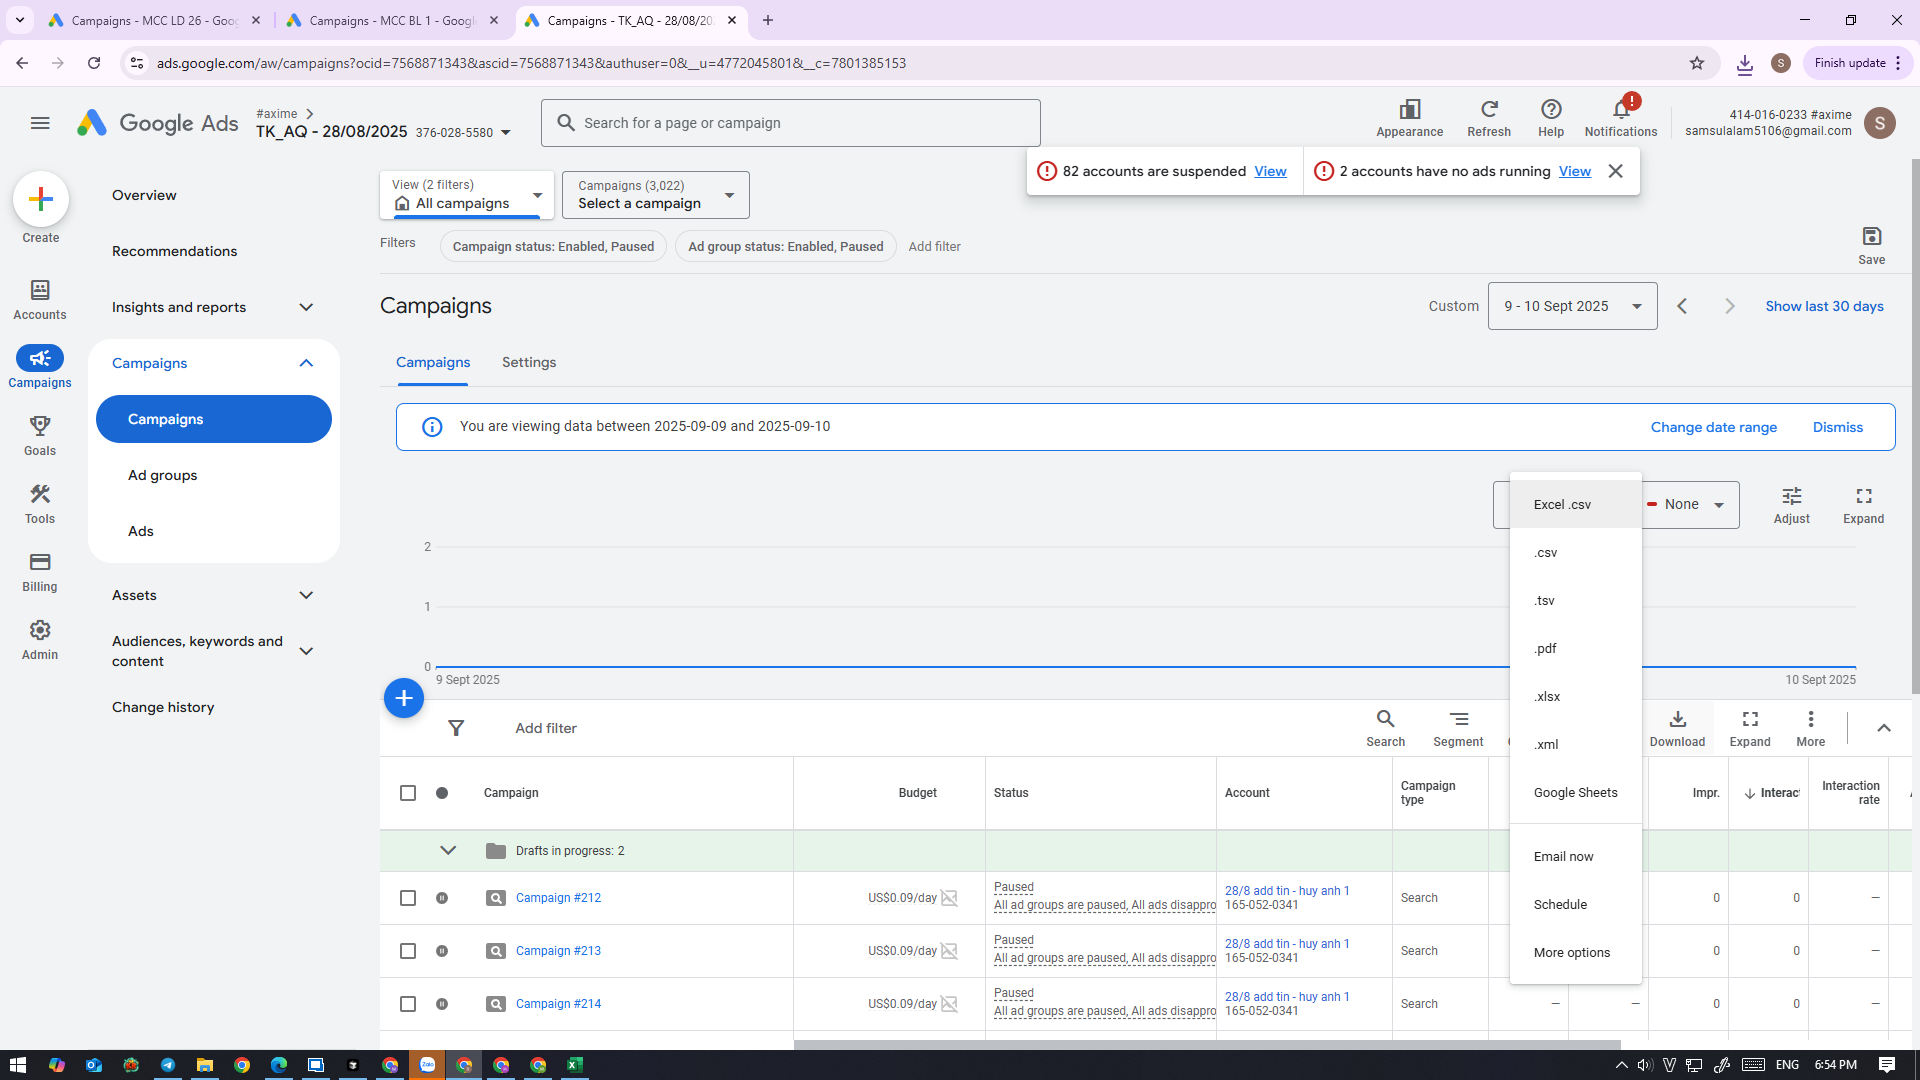 Campaigns - MCC LD 26 - Goo
Campaigns - MCC BL 1 - Google
Campaigns - TK_AQ - 28/08/20
ads.google.com/aw/campaigns?ocid=7568871343&ascid=7568871343&authuser=0&__u=4772045801&__c=7801385153
S
Finish update
Google Ads
#axime
TK_AQ - 28/08/2025 376-028-5580
Search for a page or campaign
Appearance
Refresh
Help
Notifications
414-016-0233 #axime
samsulalam5106@gmail.com
S
82 accounts are suspended View
2 accounts have no ads running View
Create
Accounts
Campaigns
Goals
Tools
Billing
Admin
Overview
Recommendations
Insights and reports
Campaigns
Campaigns
Ad groups
Ads
Assets
Audiences, keywords and
content
Change history
View (2 filters)
All campaigns
Campaigns (3,022)
Select a campaign
Filters
Campaign status: Enabled, Paused
Ad group status: Enabled, Paused
Add filter
Save
Campaigns
Custom
9 - 10 Sept 2025
Show last 30 days
Campaigns
Settings
You are viewing data between 2025-09-09 and 2025-09-10
Change date range
Dismiss
None
Adjust
Expand
2
1
0
9 Sept 2025
10 Sept 2025
Excel .csv
.csv
.tsv
.pdf
.xlsx
.xml
Google Sheets
Email now
Schedule
More options
Add filter
Search
Segment
Download
Expand
More
Campaign
Budget
Status
Account
Campaign
type
Impr.
Interac
Interaction
rate
Drafts in progress: 2
Campaign #212
US$0.09/day
Paused
All ad groups are paused, All ads disappro
28/8 add tin - huy anh 1
165-052-0341
Search
0
0
—
Campaign #213
US$0.09/day
Paused
All ad groups are paused, All ads disappro
28/8 add tin - huy anh 1
165-052-0341
Search
0
0
—
Campaign #214
US$0.09/day
Paused
All ad groups are paused, All ads disappro
28/8 add tin - huy anh 1
165-052-0341
Search
—
—
0
0
—
Zalo
ENG
6:54 PM